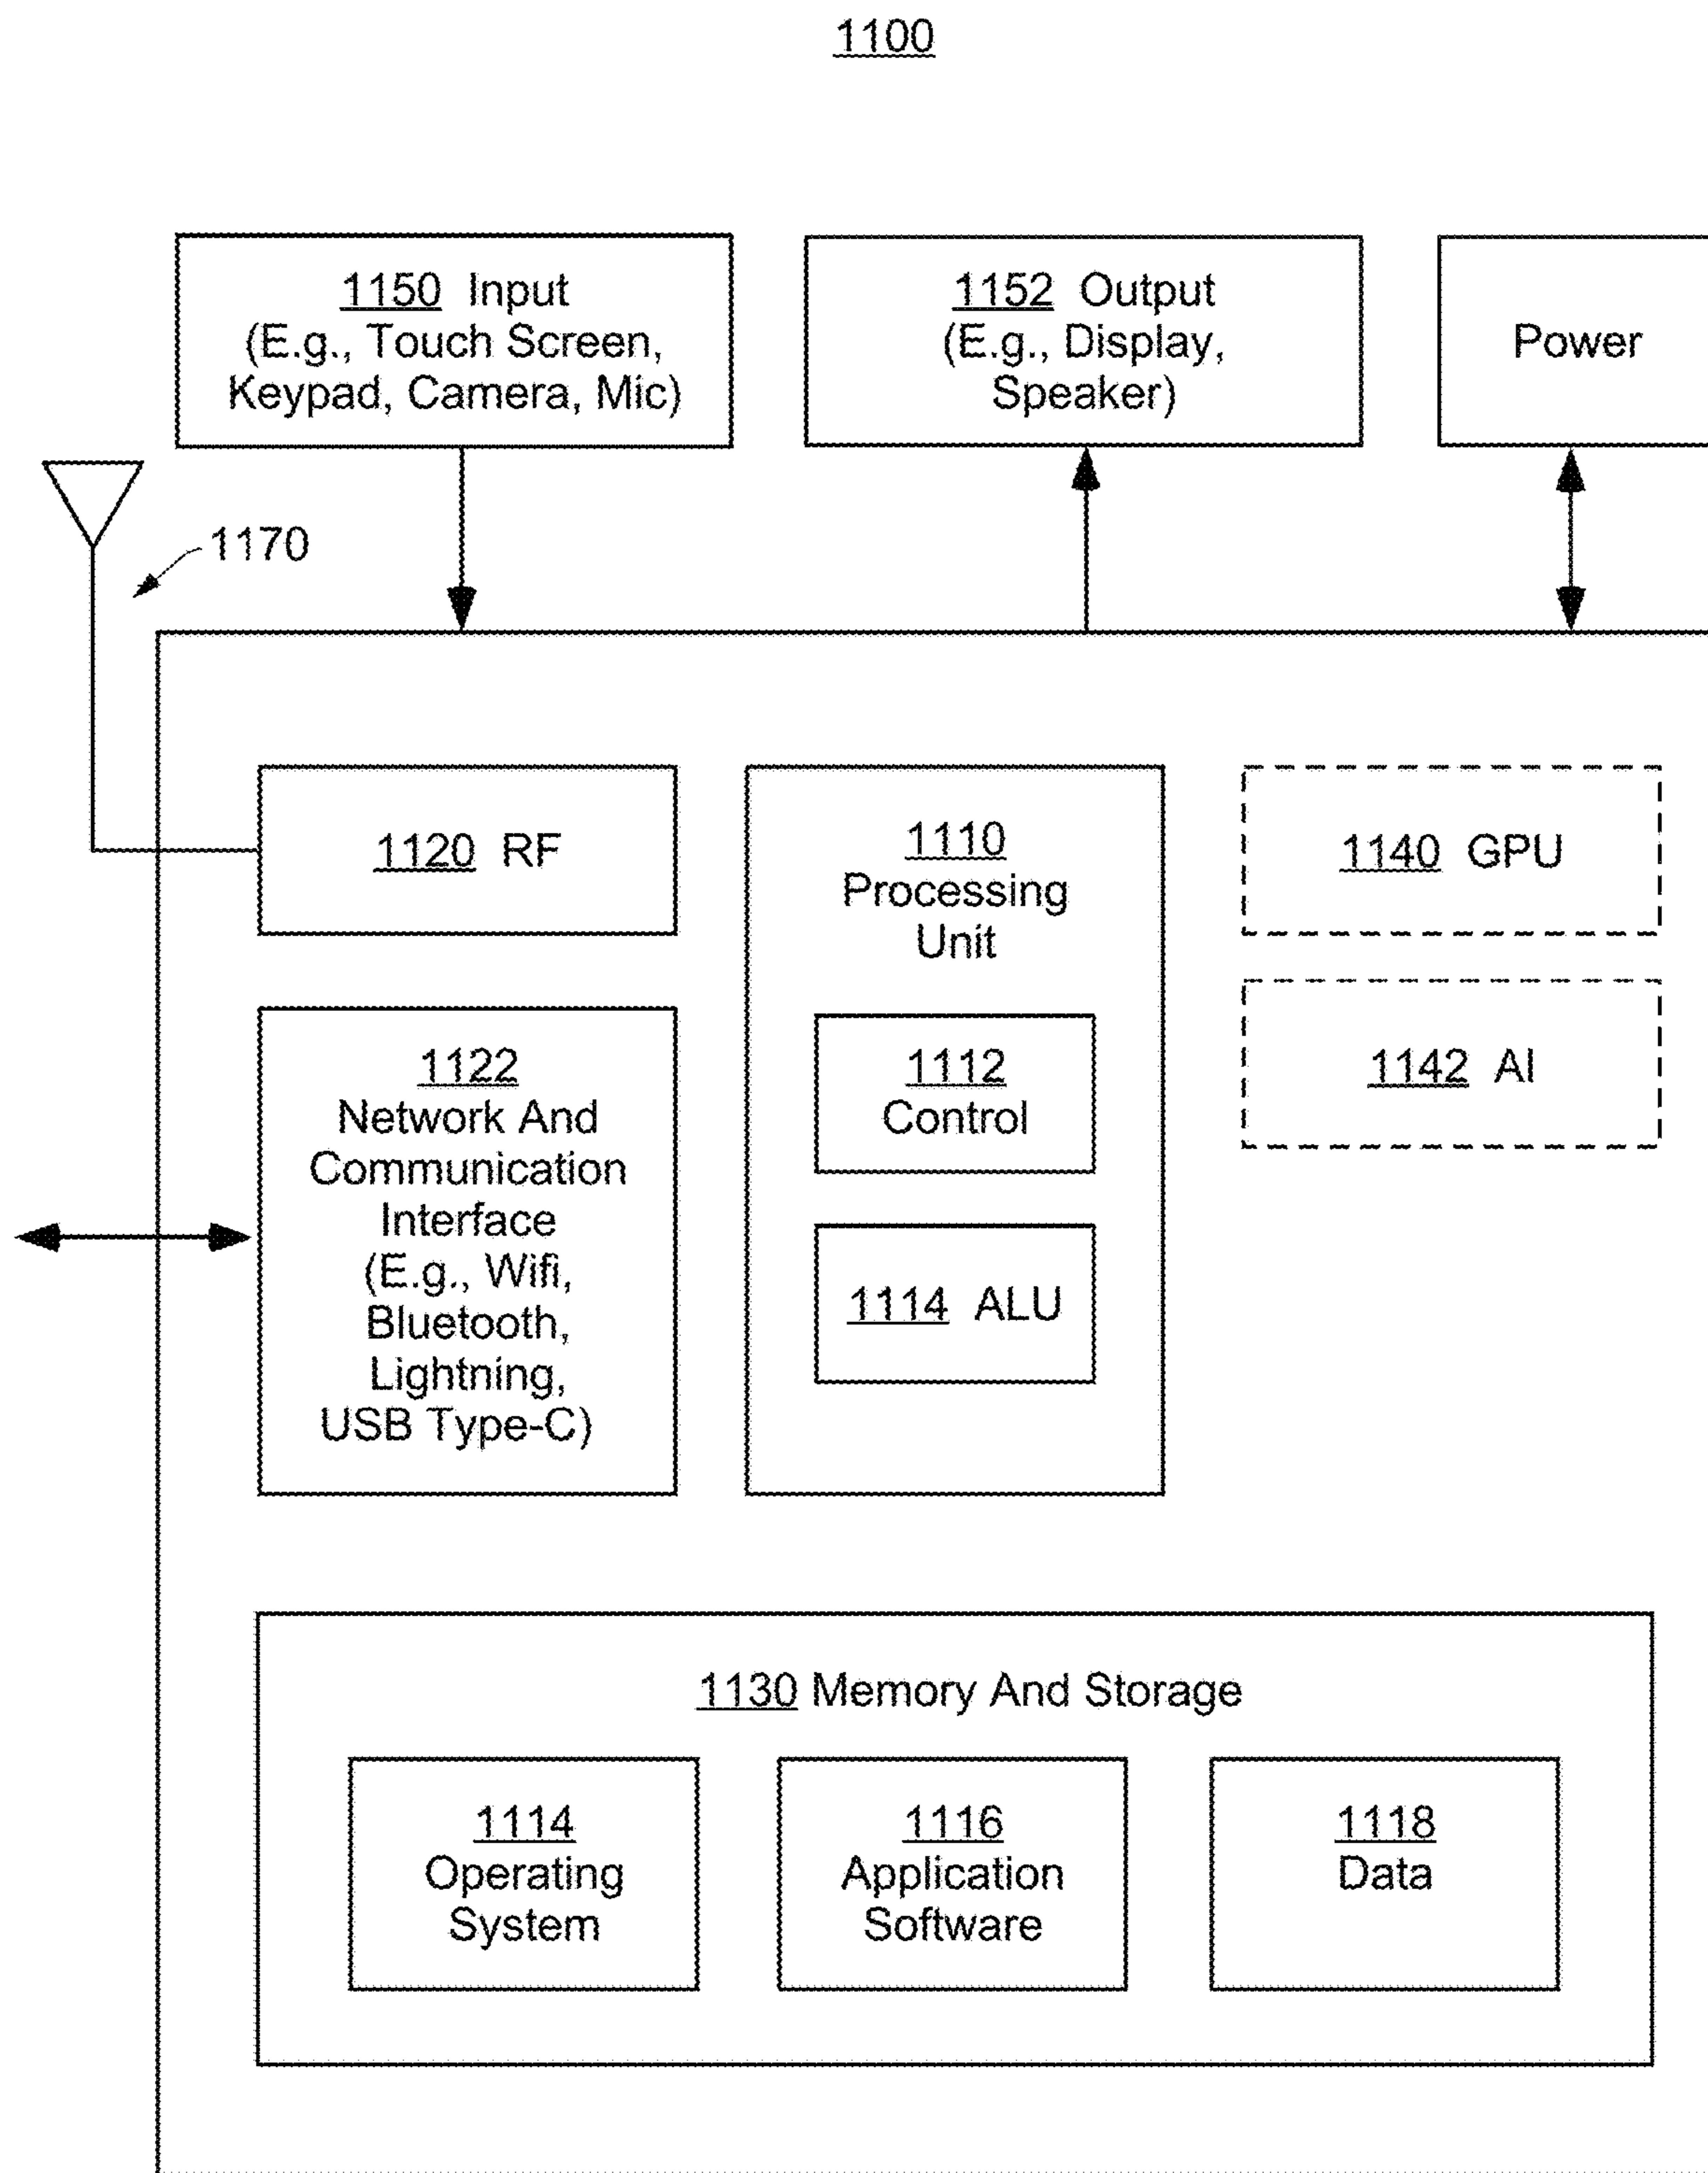 1100
1150 Input
(E.g., Touch Screen,
Keypad, Camera, Mic)
1152 Output
(E.g., Display,
Speaker)
Power
1170
1120 RF
1110
Processing
Unit
1140 GPU
1122
Network And
Communication
Interface
(E.g., Wifi,
Bluetooth,
Lightning,
USB Type-C)
1112
Control
1142 AI
1114 ALU
1130 Memory And Storage
1114
Operating
System
1116
Application
Software
1118
Data